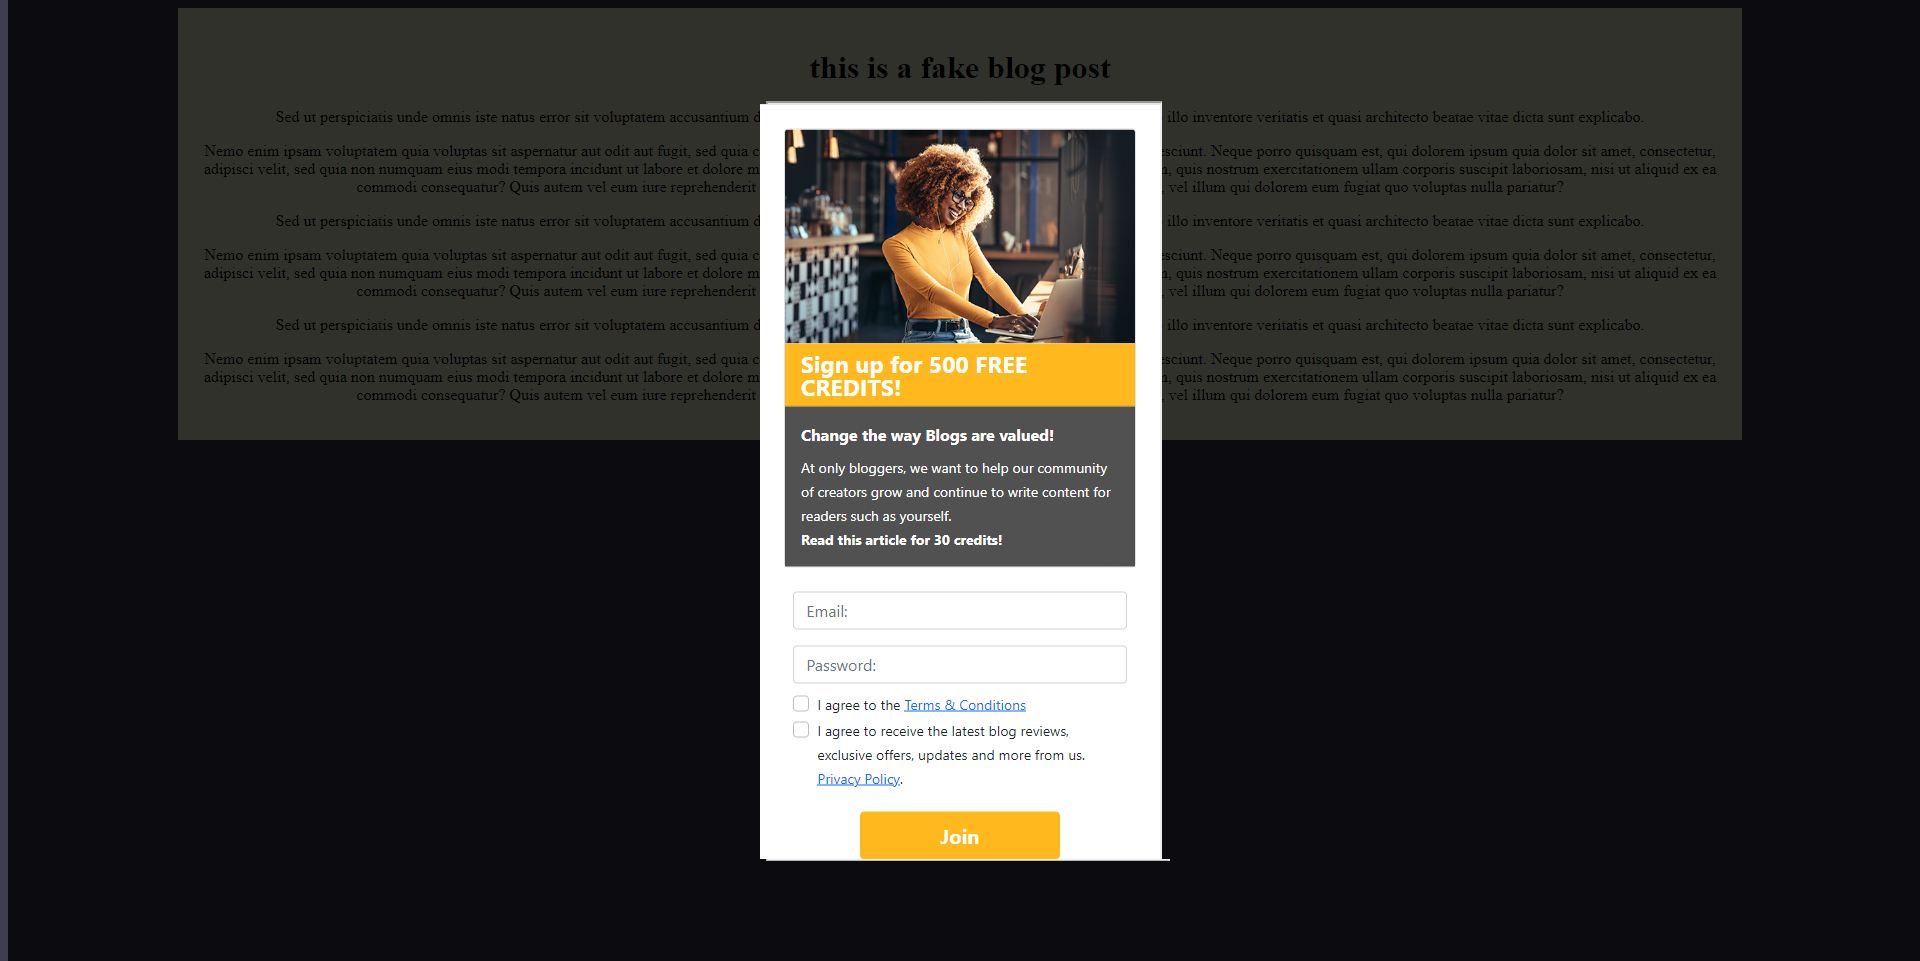 this is a fake blog post
Sed ut perspiciatis unde omnis iste natus error sit voluptatem accusantium
illo inventore veritatis et quasi architecto beatae vitae dicta sunt explicabo.
Nemo enim ipsam voluptatem quia voluptas sit aspernatur aut odit aut fugit, sed quia
Neque porro quisquam est, qui dolorem ipsum quia dolor sit amet, consectetur,
adipisci velit, sed quia non numquam eius modi tempora incidunt ut labore et dolore
quis nostrum exercitationem ullam corporis suscipit laboriosam, nisi ut aliquid ex ea
commodi consequatur? Quis autem vel eum iure reprehenderit
vel illum qui dolorem eum fugiat quo voluptas nulla pariatur?
Sed ut perspiciatis unde omnis iste natus error sit voluptatem accusantium
illo inventore veritatis et quasi architecto beatae vitae dicta sunt explicabo.
Nemo enim ipsam voluptatem quia voluptas sit aspernatur aut odit aut fugit, sed quia
Neque porro quisquam est, qui dolorem ipsum quia dolor sit amet, consectetur,
adipisci velit, sed quia non numquam eius modi tempora incidunt ut labore et dolore
quis nostrum exercitationem ullam corporis suscipit laboriosam, nisi ut aliquid ex ea
commodi consequatur? Quis autem vel eum iure reprehenderit
vel illum qui dolorem eum fugiat quo voluptas nulla pariatur?
Sed ut perspiciatis unde omnis iste natus error sit voluptatem accusantium
illo inventore veritatis et quasi architecto beatae vitae dicta sunt explicabo.
Nemo enim ipsam voluptatem quia voluptas sit aspernatur aut odit aut fugit, sed quia
Neque porro quisquam est, qui dolorem ipsum quia dolor sit amet, consectetur,
adipisci velit, sed quia non numquam eius modi tempora incidunt ut labore et dolore
quis nostrum exercitationem ullam corporis suscipit laboriosam, nisi ut aliquid ex ea
commodi consequatur? Quis autem vel eum iure reprehenderit
vel illum qui dolorem eum fugiat quo voluptas nulla pariatur?
Sign up for 500 FREE
CREDITS!
Change the way Blogs are valued!
At only bloggers, we want to help our community
of creators grow and continue to write content for
readers such as yourself.
Read this article for 30 credits!
Email:
Password:
I agree to the Terms & Conditions
I agree to receive the latest blog reviews,
exclusive offers, updates and more from us.
Privacy Policy.
Join